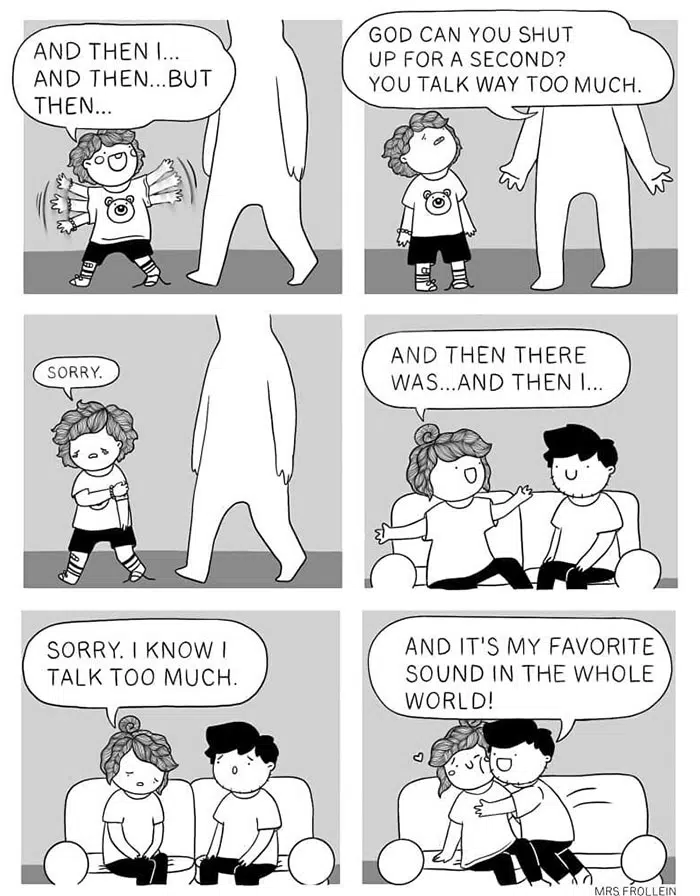 AND THEN I...
AND THEN...BUT
THEN...
GOD CAN YOU SHUT
UP FOR A SECOND?
YOU TALK WAY TOO MUCH.
SORRY.
AND THEN THERE
WAS...AND THEN I...
SORRY. I KNOW I
TALK TOO MUCH.
AND IT'S MY FAVORITE
SOUND IN THE WHOLE
WORLD!
MRS FROLLEIN